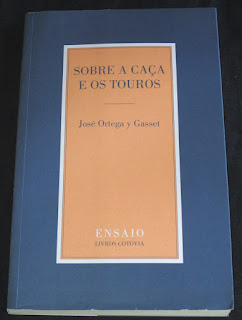 SOBRE A CAÇA
E OS TOUROS
José Ortega y Gasset
ENSAIO
LIVROS COTOVIA